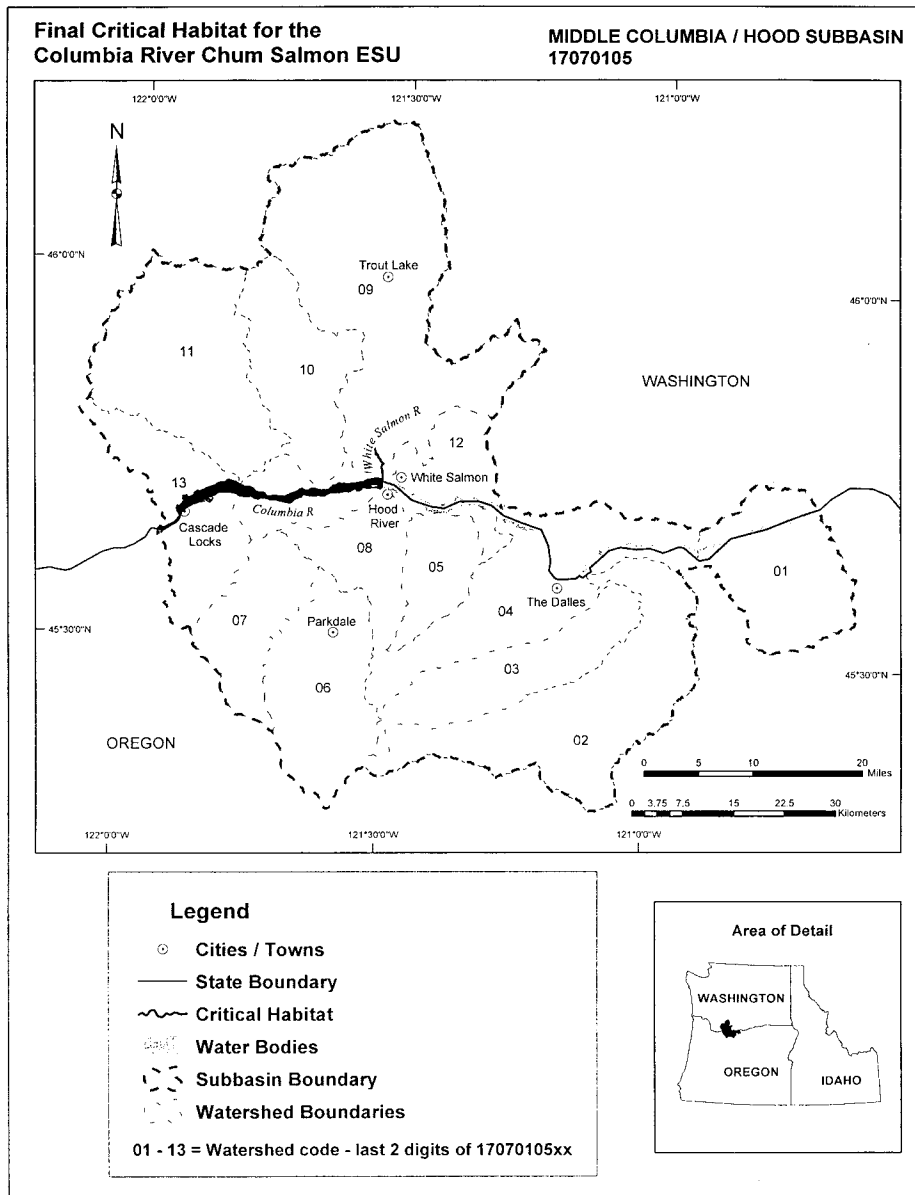 Final Critical Habitat for the
Columbia River Chum Salmon ESU
MIDDLE COLUMBIA / HOOD SUBBASIN
17070105
122°0'0"W
121°30'0"W
121°0'0"W
N
46°0'0"N
46°0'0"N
Trout Lake
09
11
10
WASHINGTON
White Salmon R
12
White Salmon
13
Columbia R
Hood
River
Cascade
Locks
08
05
01
The Dalles
04
07
Parkdale
45°30'0"N
03
45°30'0"N
06
02
OREGON
0 5 10 20
Miles
0 3.75 7.5 15 22.5 30
Kilometers
122°0'0"W
121°30'0"W
121°0'0"W
Legend
Cities / Towns
State Boundary
Critical Habitat
Water Bodies
Subbasin Boundary
Watershed Boundaries
01 - 13 = Watershed code - last 2 digits of 17070105xx
Area of Detail
WASHINGTON
OREGON
IDAHO